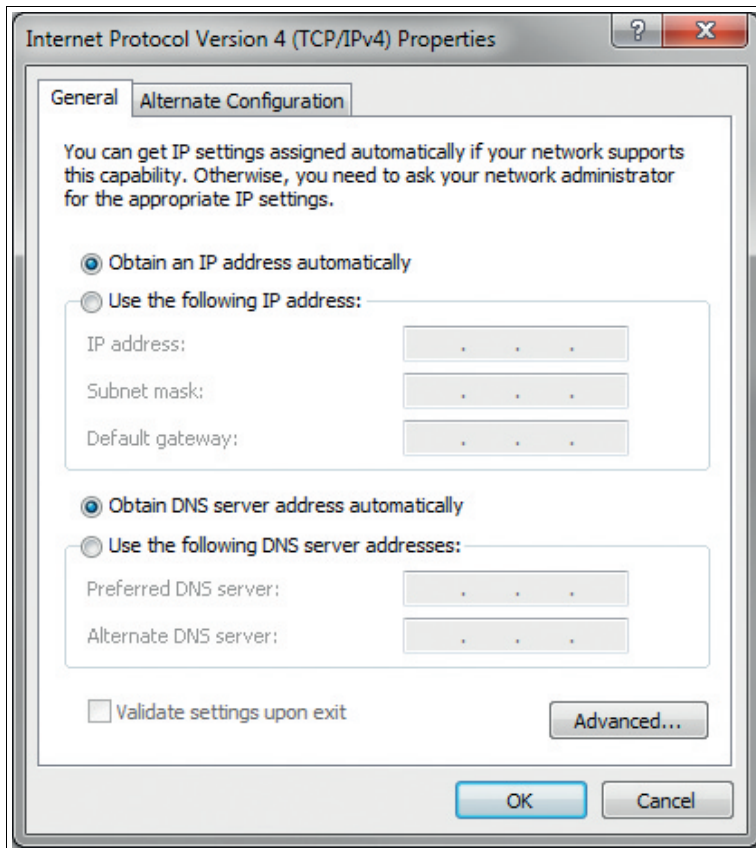 Internet Protocol Version 4 (TCP/IPv4) Properties
General
Alternate Configuration
You can get IP settings assigned automatically if your network supports
this capability. Otherwise, you need to ask your network administrator
for the appropriate IP settings.
Obtain an IP address automatically
Use the following IP address:
IP address:
Subnet mask:
Default gateway:
Obtain DNS server address automatically
Use the following DNS server addresses:
Preferred DNS server:
Alternate DNS server:
Validate settings upon exit
Advanced...
OK
Cancel